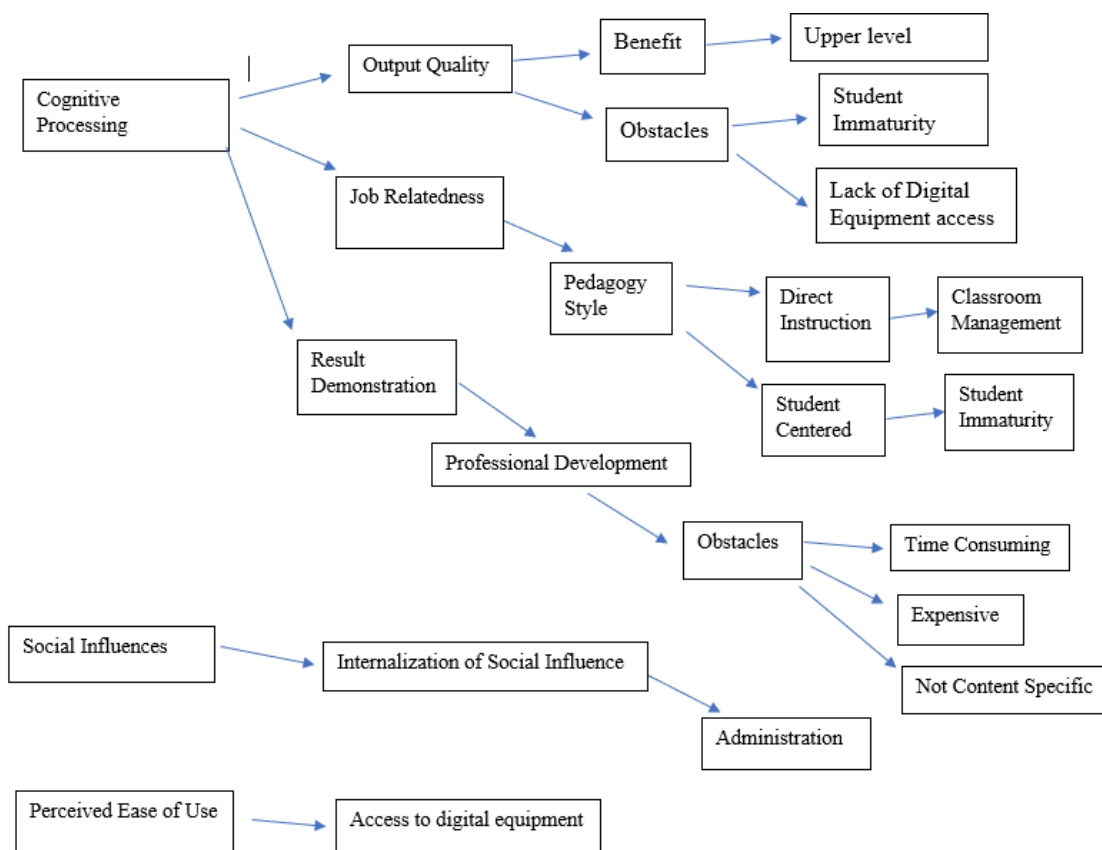 Benefit
Upper level
Output Quality
Cognitive
Processing
Student
Immaturity
Obstacles
Job Relatedness
Lack of Digital
Equipment access
Pedagogy
Style
Direct
Instruction
Classroom
Management
Result
Demonstration
Student
Centered
Student
Immaturity
Professional Development
Obstacles
Time Consuming
Expensive
Social Influences
Internalization of Social Influence
Not Content Specific
Administration
Perceived Ease of Use
Access to digital equipment